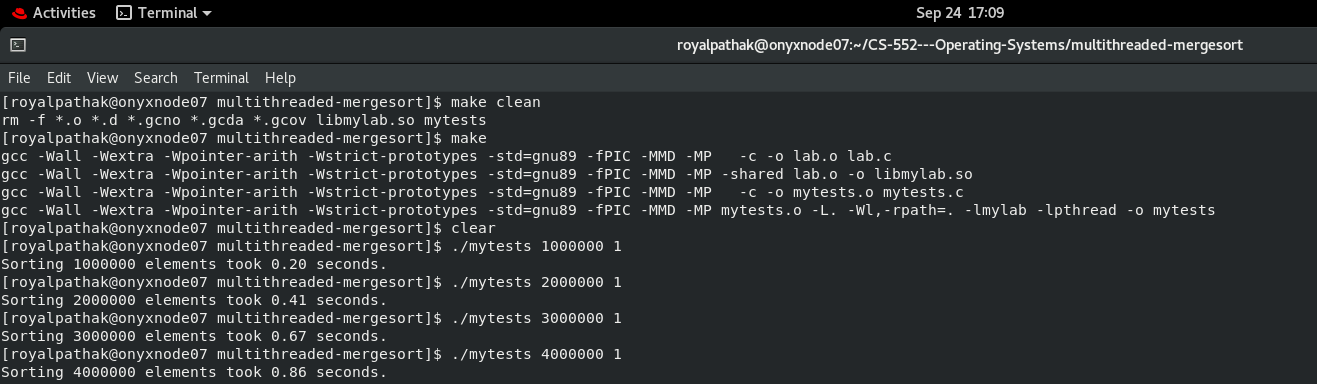 Activities Terminal Sep 24 17:09
royalpathak@onyxnode07:~/CS-552---Operating-Systems/multithreaded-mergesort
File Edit View Search Terminal Help
[royalpathak@onyxnode07 multithreaded-mergesort]$ make clean
rm -f *.o *.d *.gcno *.gcda *.gcov libmylab.so mytests
[royalpathak@onyxnode07 multithreaded-mergesort]$ make
gcc -Wall -Wextra -Wpointer-arith -Wstrict-prototypes -std=gnu89 -fPIC -MMD -MP   -c -o lab.o lab.c
gcc -Wall -Wextra -Wpointer-arith -Wstrict-prototypes -std=gnu89 -fPIC -MMD -MP -shared lab.o -o libmylab.so
gcc -Wall -Wextra -Wpointer-arith -Wstrict-prototypes -std=gnu89 -fPIC -MMD -MP   -c -o mytests.o mytests.c
gcc -Wall -Wextra -Wpointer-arith -Wstrict-prototypes -std=gnu89 -fPIC -MMD -MP mytests.o -L. -Wl,-rpath=. -lmylab -lpthread -o mytests
[royalpathak@onyxnode07 multithreaded-mergesort]$ clear
[royalpathak@onyxnode07 multithreaded-mergesort]$ ./mytests 1000000 1
Sorting 1000000 elements took 0.20 seconds.
[royalpathak@onyxnode07 multithreaded-mergesort]$ ./mytests 2000000 1
Sorting 2000000 elements took 0.41 seconds.
[royalpathak@onyxnode07 multithreaded-mergesort]$ ./mytests 3000000 1
Sorting 3000000 elements took 0.67 seconds.
[royalpathak@onyxnode07 multithreaded-mergesort]$ ./mytests 4000000 1
Sorting 4000000 elements took 0.86 seconds.